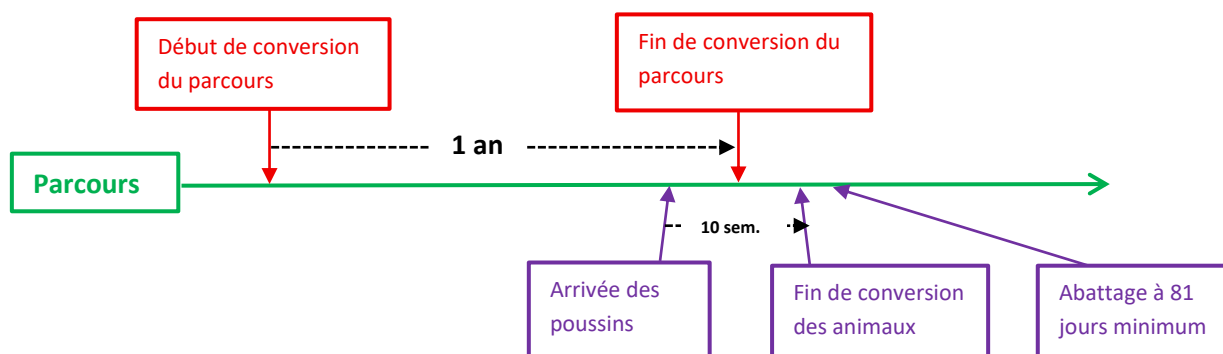 Début de conversion
du parcours
Fin de conversion du
parcours
1 an
Parcours
10 sem.
Arrivée des
poussins
Fin de conversion
des animaux
Abattage à 81
jours minimum